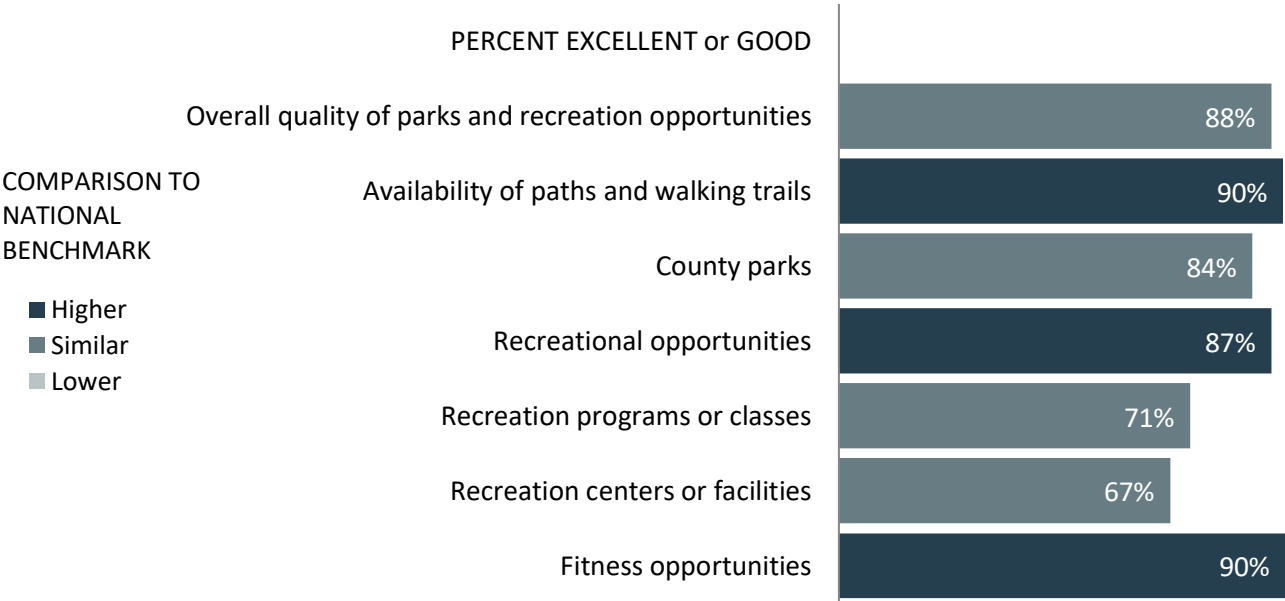 PERCENT EXCELLENT or GOOD
Overall quality of parks and recreation opportunities 88%
COMPARISON TO
NATIONAL
BENCHMARK
Higher
Similar
Lower
Availability of paths and walking trails 90%
County parks 84%
Recreational opportunities 87%
Recreation programs or classes 71%
Recreation centers or facilities 67%
Fitness opportunities 90%